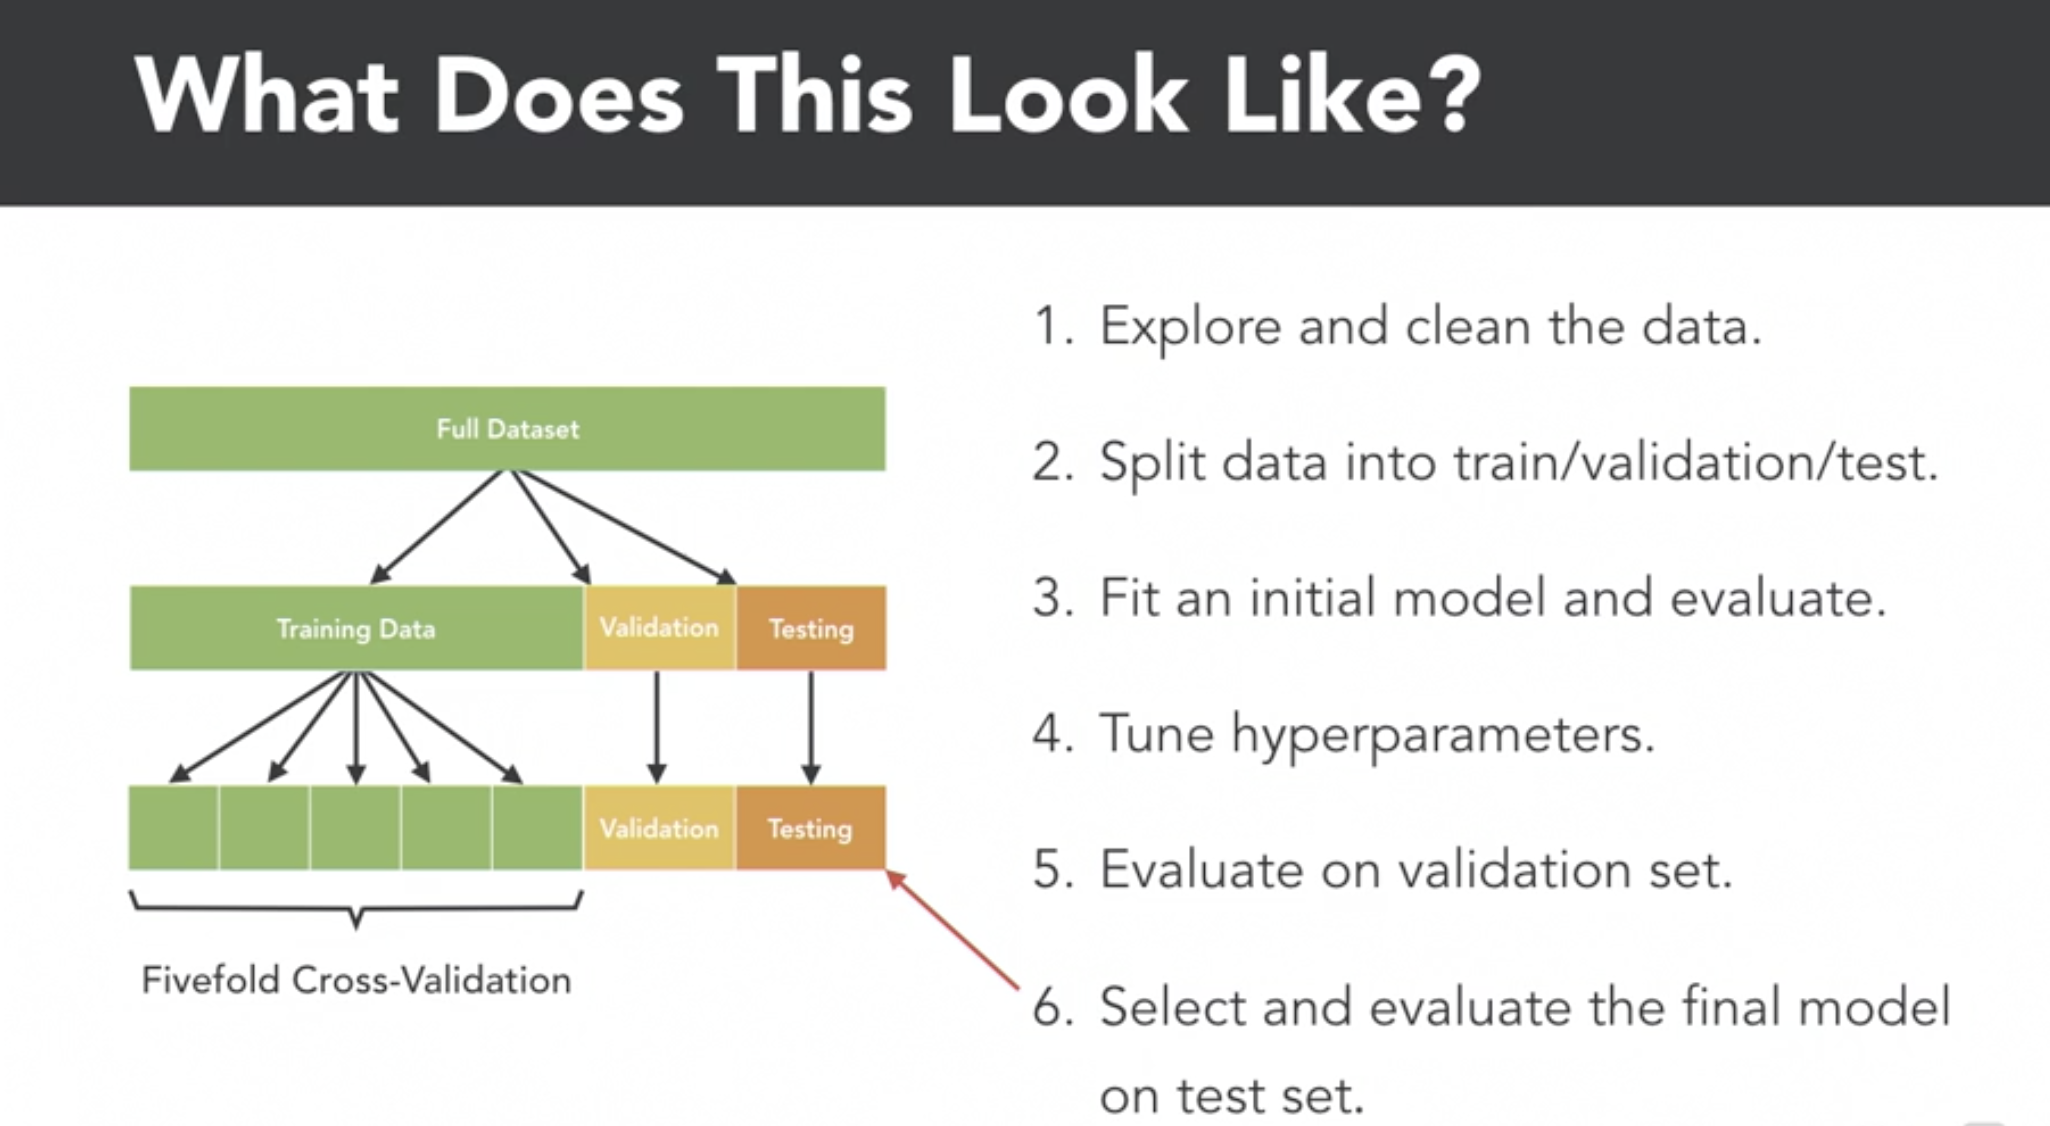 What Does This Look Like?
Full Dataset
Training Data
Validation
Testing
Validation
Testing
Fivefold Cross-Validation
1. Explore and clean the data.
2. Split data into train/validation/test.
3. Fit an initial model and evaluate.
4. Tune hyperparameters.
5. Evaluate on validation set.
6. Select and evaluate the final model
on test set.